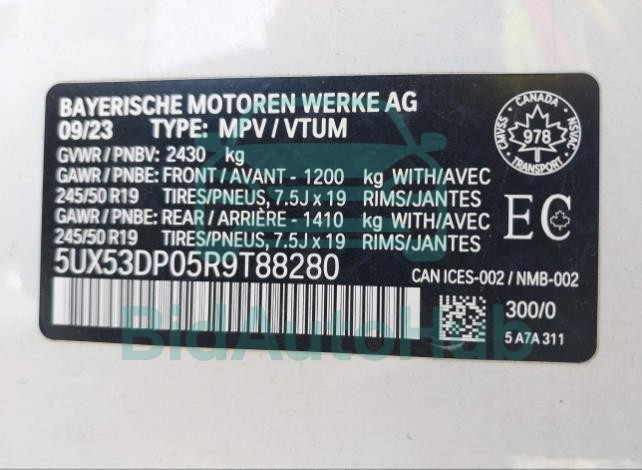 BAYERISCHE MOTOREN WERKE AG
09/23 TYPE: MPV / VTUM
GVWR / PNBV: 2430 kg
GAWR / PNBE: FRONT / AVANT - 1200 kg WITH/AVEC
245/50 R19 TIRES/PNEUS, 7.5J x 19 RIMS/JANTES
GAWR / PNBE: REAR / ARRIÈRE - 1410 kg WITH/AVEC
245/50 R19 TIRES/PNEUS, 7.5J x 19 RIMS/JANTES
5UX53DP05R9T88280
CANADA
CMVSS
NSVAC
978
TRANSPORT
EC
CAN ICES-002 / NMB-002
300/0
5 A7A 311
BidAutoHub